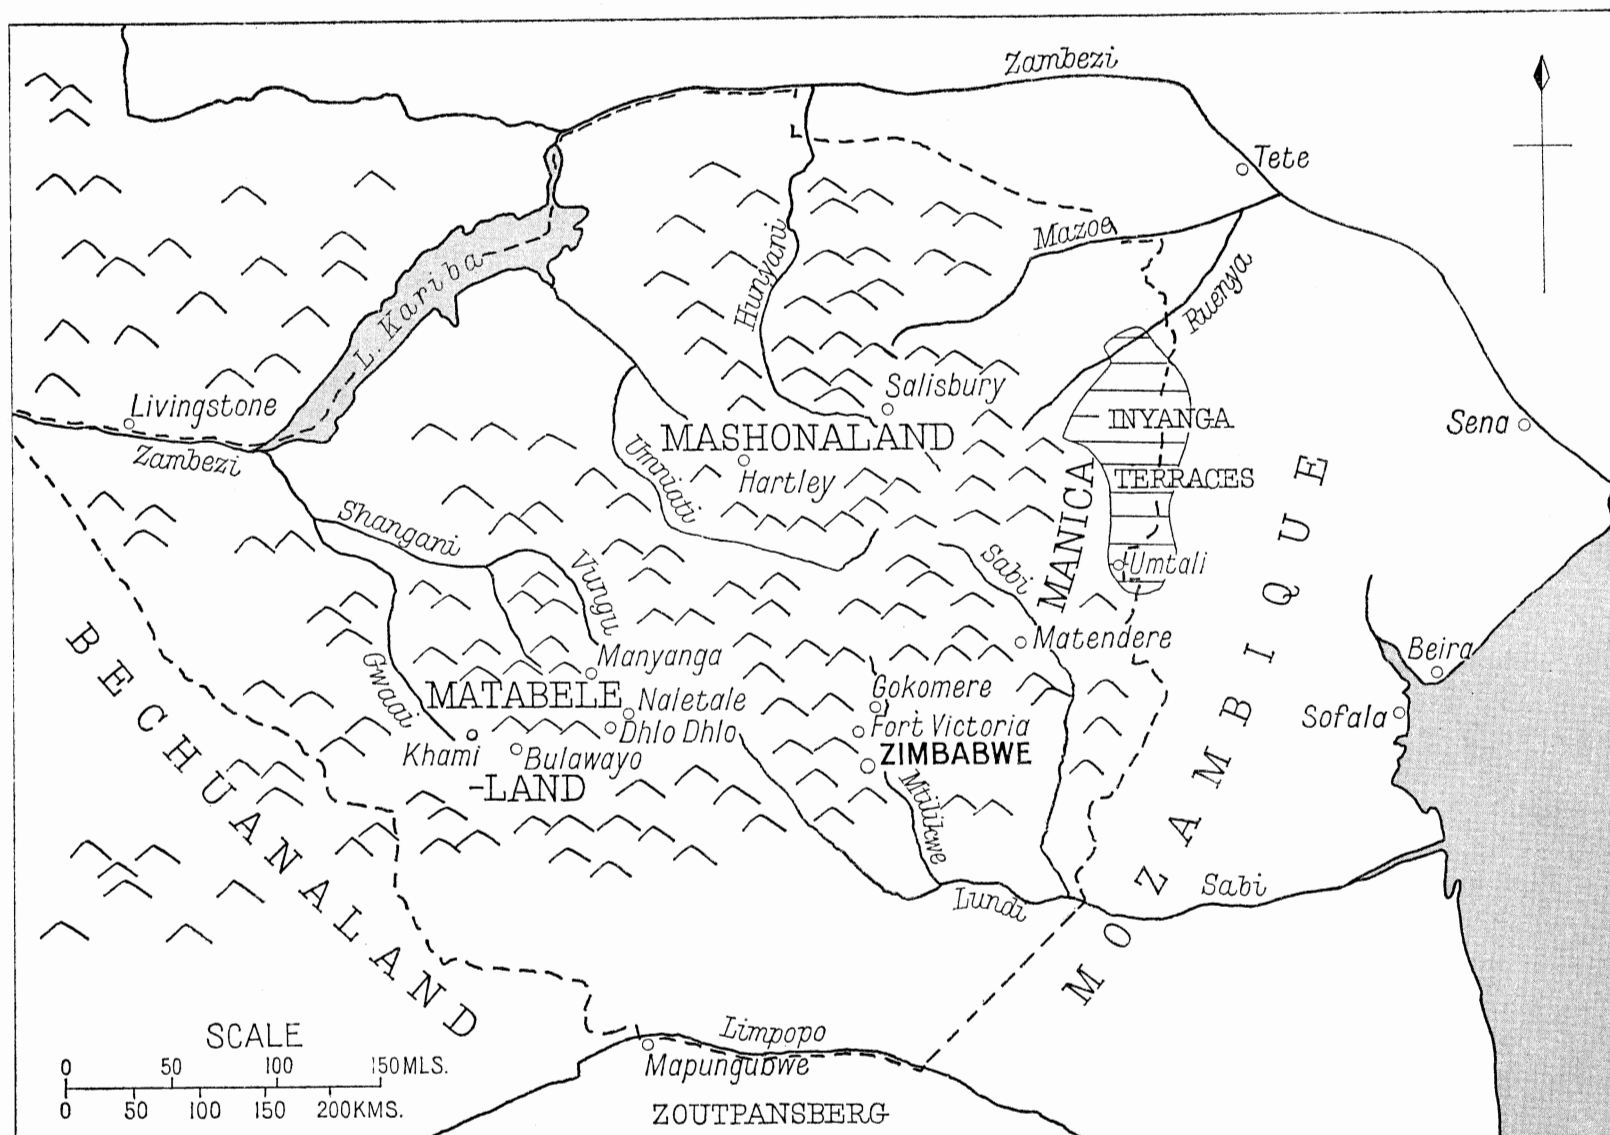 Zambezi
Tete
Mazoe
Hunyani
Ruenya
L. Kariba
Livingstone
Zambezi
Salisbury
INYANGA
Sena
MASHONALAND
Hartley
TERRACES
Umniati
MANICA
Shangani
Vungu
Sabi
Umtali
MOZAMBIQUE
Matendere
Beira
Manyanga
Gwaai
MATABELE
Naletale
Gokomere
Sofala
Dhlo Dhlo
Fort Victoria
Khami
Bulawayo
ZIMBABWE
-LAND
Mtilikwe
BECHUANALAND
Lundi
Sabi
Limpopo
Mapungubwe
ZOUTPANSBERG
SCALE
0 50 100 150 MLS.
0 50 100 150 200 KMS.